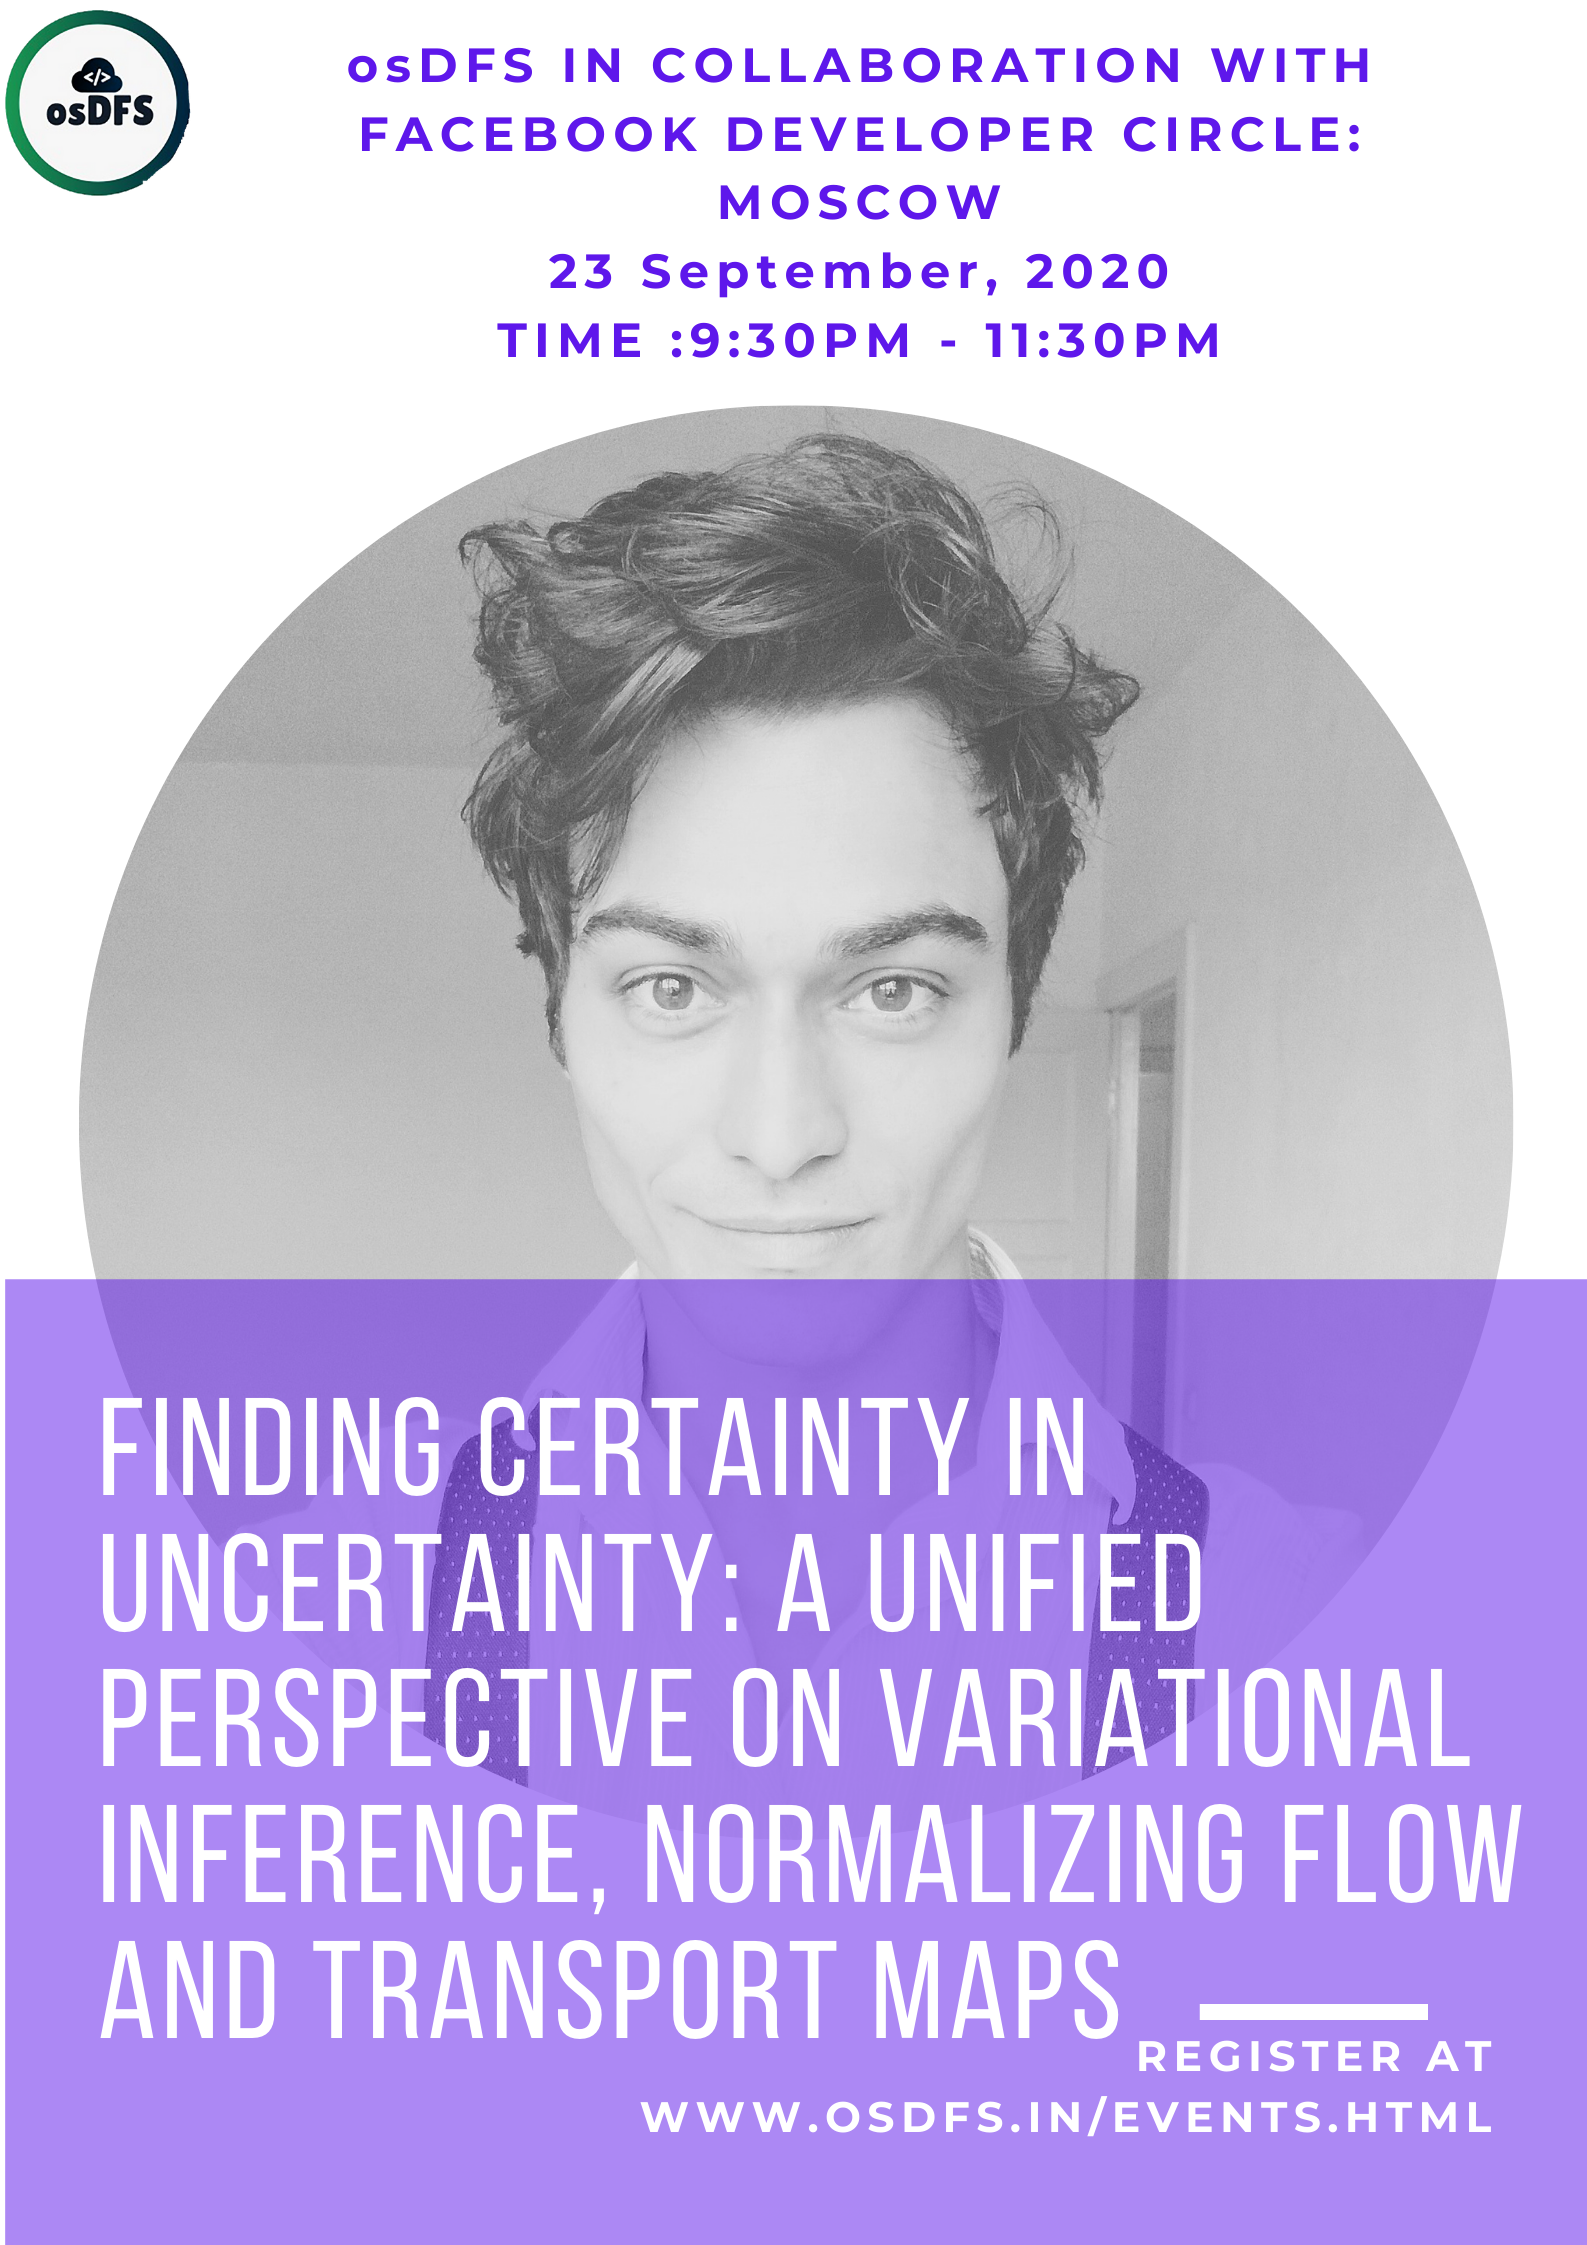 </>
osDFS
osDFS IN COLLABORATION WITH
FACEBOOK DEVELOPER CIRCLE:
MOSCOW
23 September, 2020
TIME :9:30PM - 11:30PM
FINDING CERTAINTY IN
UNCERTAINTY: A UNIFIED
PERSPECTIVE ON VARIATIONAL
INFERENCE, NORMALIZING FLOW
AND TRANSPORT MAPS
REGISTER AT
WWW.OSDFS.IN/EVENTS.HTML